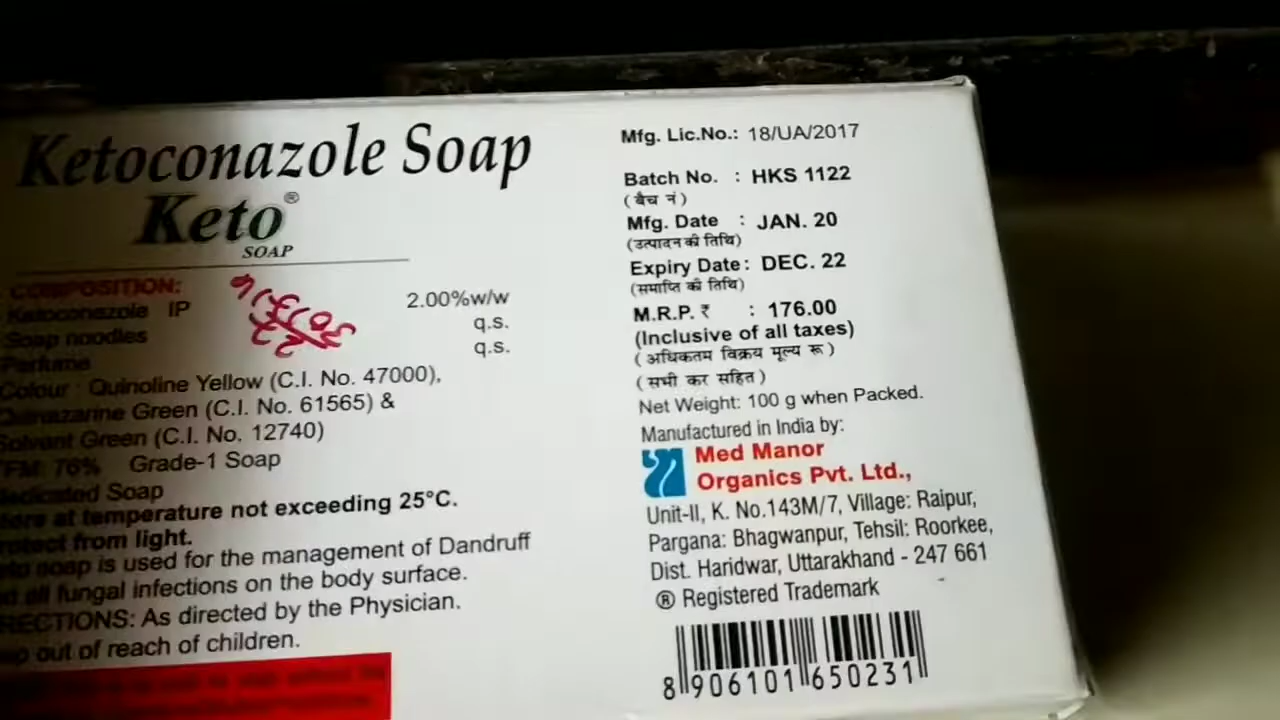 Ketoconazole Soap
Keto®
SOAP
COMPOSITION:
Ketoconazole IP 2.00%w/w
Soap noodles q.s.
Perfume q.s.
Colour : Quinoline Yellow (C.I. No. 47000),
Quinazarine Green (C.I. No. 61565) &
Solvent Green (C.I. No. 12740)
TFM: 76% Grade-1 Soap
Medicated Soap
Store at temperature not exceeding 25°C.
Protect from light.
Keto soap is used for the management of Dandruff
and all fungal infections on the body surface.
DIRECTIONS: As directed by the Physician.
Keep out of reach of children.
Mfg. Lic.No.: 18/UA/2017
Batch No. : HKS 1122
(बैच नं)
Mfg. Date : JAN. 20
(उत्पादन की तिथि)
Expiry Date: DEC. 22
(समाप्ति की तिथि)
M.R.P. ₹ : 176.00
(Inclusive of all taxes)
(अधिकतम विक्रय मूल्य रू)
(सभी कर सहित)
Net Weight: 100 g when Packed.
Manufactured in India by:
Med Manor
Organics Pvt. Ltd.,
Unit-II, K. No.143M/7, Village: Raipur,
Pargana: Bhagwanpur, Tehsil: Roorkee,
Dist. Haridwar, Uttarakhand - 247 661
® Registered Trademark
8 906101 650231